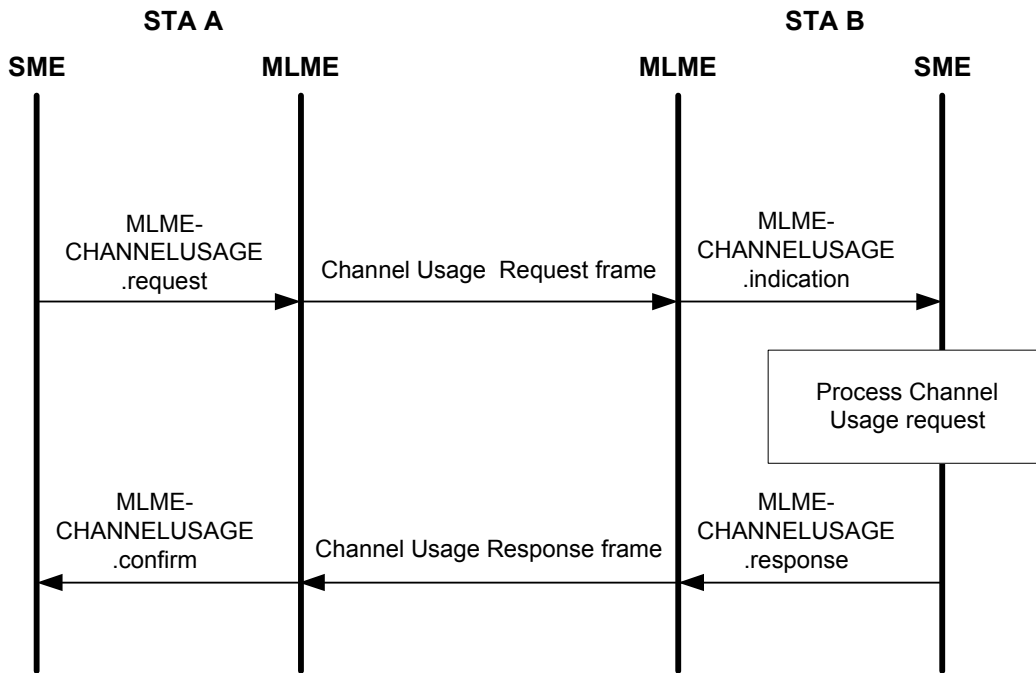 STA A
STA B
SME
MLME
MLME
SME
MLME-
CHANNELUSAGE
.request
Channel Usage Request frame
MLME-
CHANNELUSAGE
.indication
Process Channel
Usage request
MLME-
CHANNELUSAGE
.confirm
Channel Usage Response frame
MLME-
CHANNELUSAGE
.response